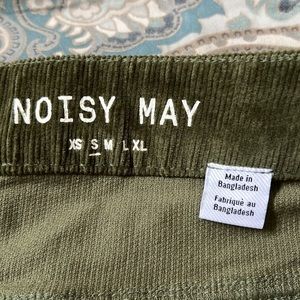 NOISY MAY
XS S M L XL
Made in
Bangladesh
Fabriqué au
Bangladesh